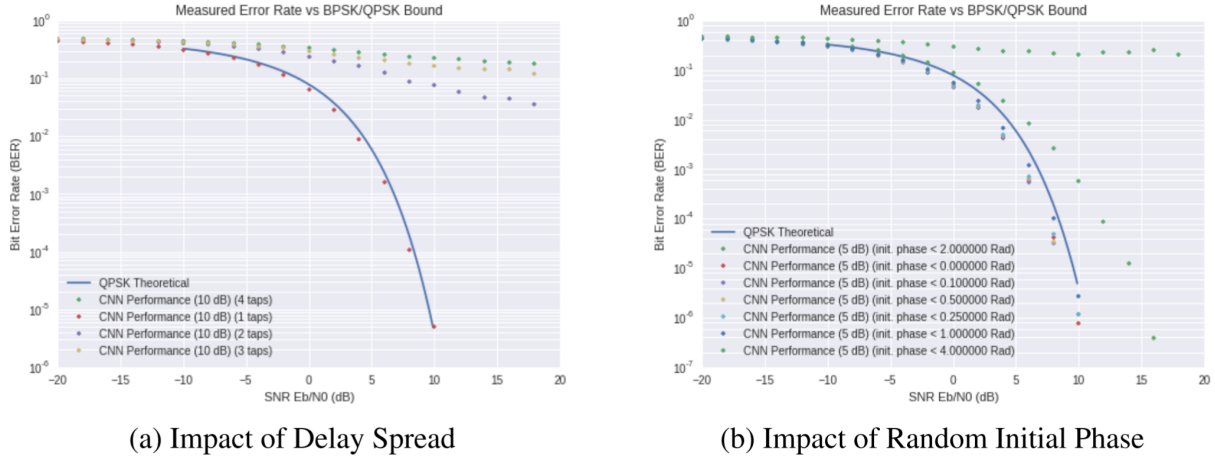 Measured Error Rate vs BPSK/QPSK Bound
10^0
10^-1
10^-2
10^-3
10^-4
10^-5
10^-6
Bit Error Rate (BER)
QPSK Theoretical
CNN Performance (10 dB) (4 taps)
CNN Performance (10 dB) (1 taps)
CNN Performance (10 dB) (2 taps)
CNN Performance (10 dB) (3 taps)
−20 −15 −10 −5 0 5 10 15 20
SNR Eb/N0 (dB)
(a) Impact of Delay Spread
Measured Error Rate vs BPSK/QPSK Bound
10^0
10^-1
10^-2
10^-3
10^-4
10^-5
10^-6
10^-7
Bit Error Rate (BER)
QPSK Theoretical
CNN Performance (5 dB) (init. phase < 2.000000 Rad)
CNN Performance (5 dB) (init. phase < 0.000000 Rad)
CNN Performance (5 dB) (init. phase < 0.100000 Rad)
CNN Performance (5 dB) (init. phase < 0.500000 Rad)
CNN Performance (5 dB) (init. phase < 0.250000 Rad)
CNN Performance (5 dB) (init. phase < 1.000000 Rad)
CNN Performance (5 dB) (init. phase < 4.000000 Rad)
−20 −15 −10 −5 0 5 10 15 20
SNR Eb/N0 (dB)
(b) Impact of Random Initial Phase